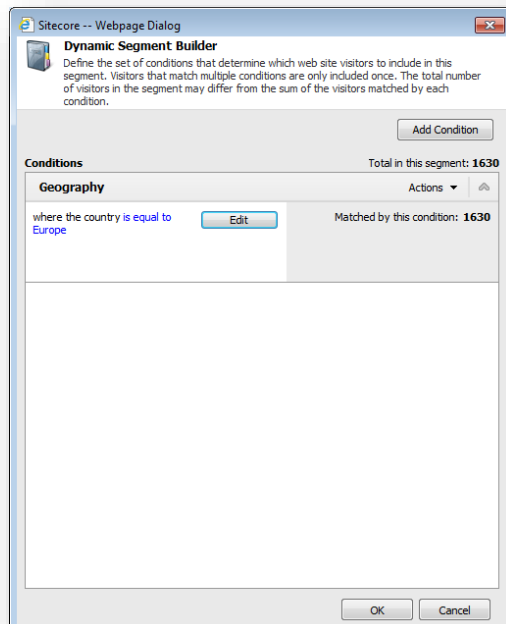 Sitecore -- Webpage Dialog
Dynamic Segment Builder
Define the set of conditions that determine which web site visitors to include in this
segment. Visitors that match multiple conditions are only included once. The total number
of visitors in the segment may differ from the sum of the visitors matched by each
condition.
Add Condition
Conditions
Total in this segment: 1630
Geography
Actions
where the country is equal to
Europe
Edit
Matched by this condition: 1630
OK
Cancel